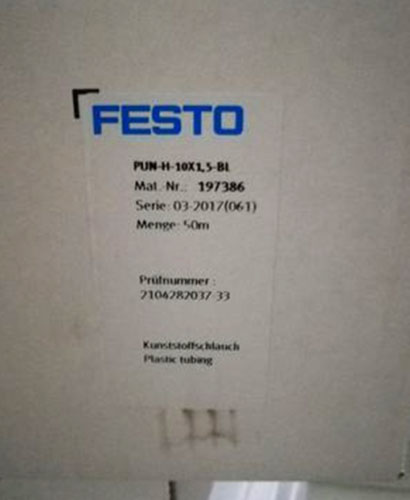 FESTO
PUN-H-10X1,5-BL
Mat.-Nr.: 197386
Serie: 03-2017(061)
Menge: 50m
Prüfnummer :
2104282037-33
Kunststoffschlauch
Plastic tubing